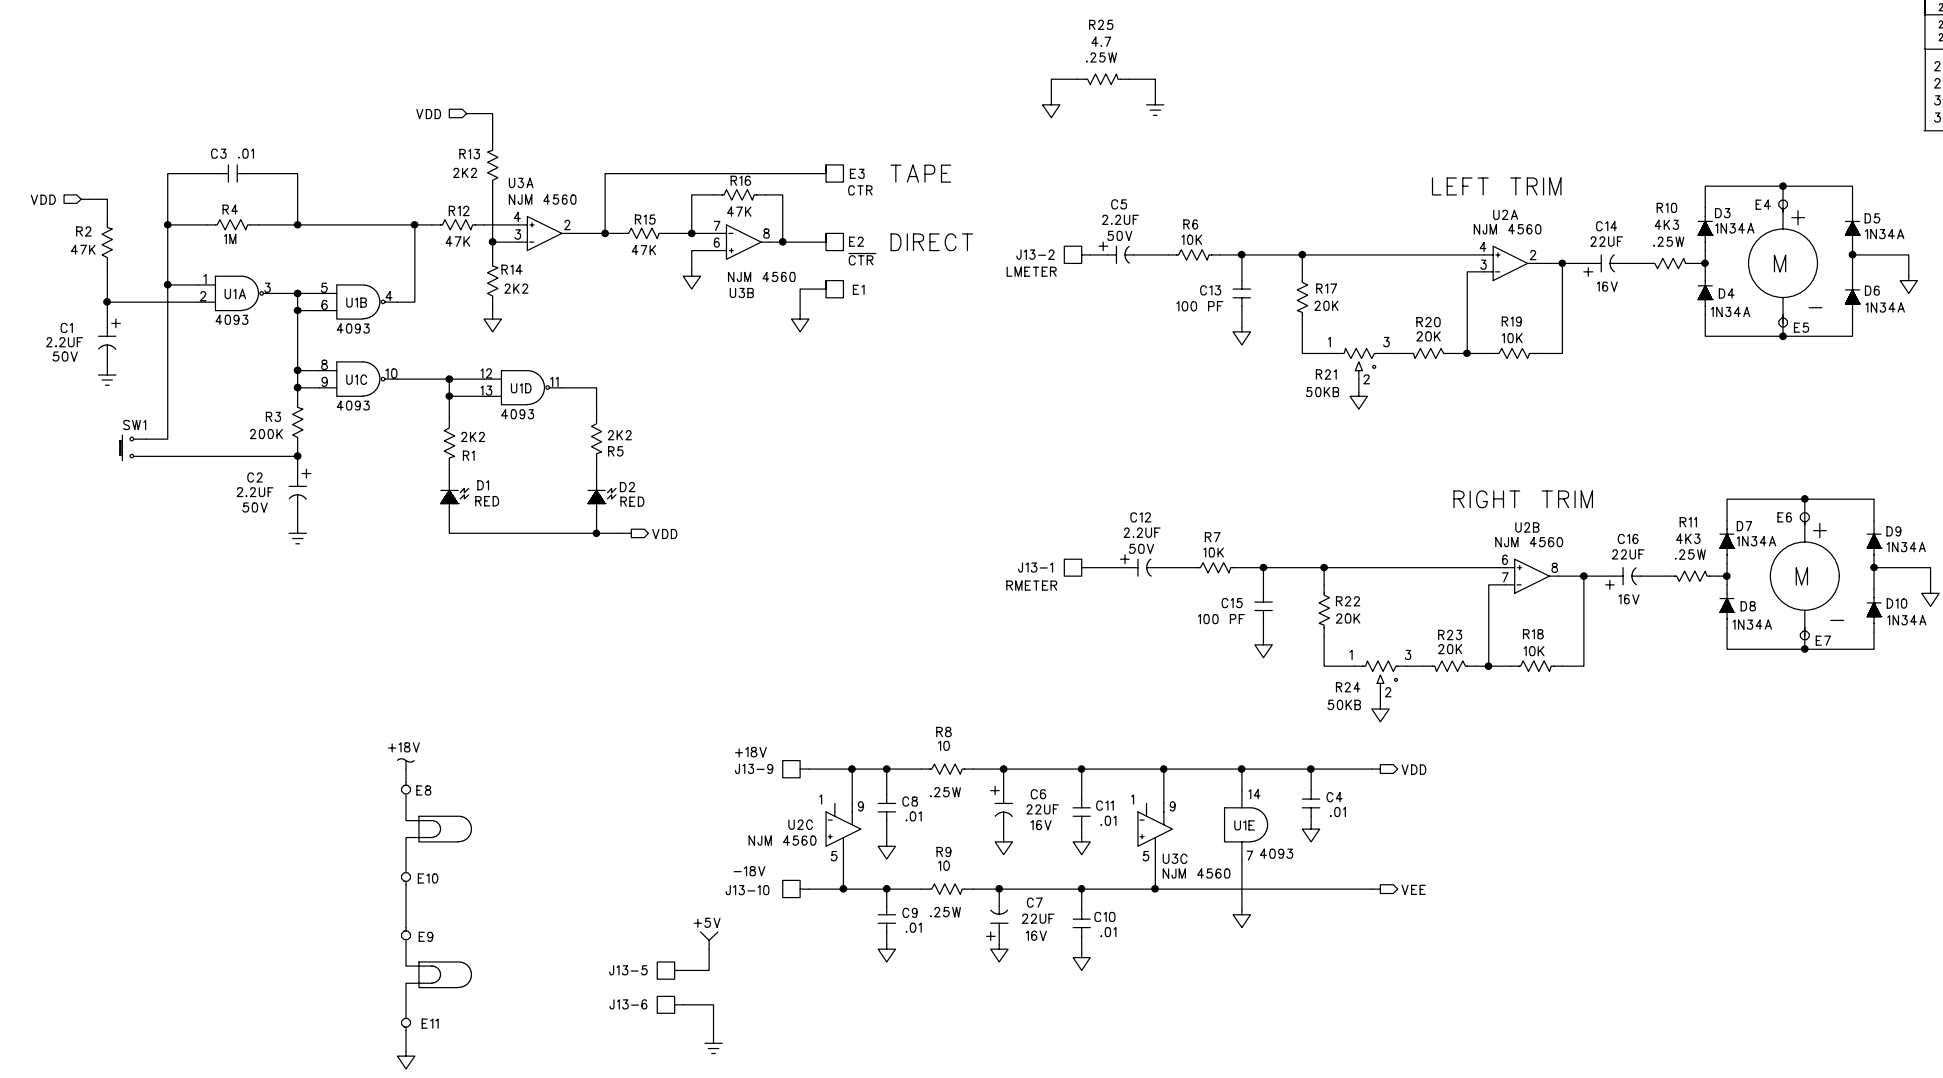 R25
4.7
.25W
2
2
2
2
2
3
3
VDD
C3 .01
R13
2K2
U3A
NJM 4560
E3
CTR
TAPE
R16
47K
VDD
R4
1M
R12
47K
4
3
2
R15
47K
7
6
8
E2
CTR
DIRECT
R2
47K
R14
2K2
NJM 4560
U3B
E1
1
2
U1A
3
4093
5
6
U1B
4
4093
C1
2.2UF
50V
+
8
9
U1C
10
4093
12
13
U1D
11
4093
R3
200K
SW1
2K2
R1
2K2
R5
C2
2.2UF
50V
+
D1
RED
D2
RED
VDD
LEFT TRIM
C5
2.2UF
50V
+
R6
10K
J13-2
LMETER
U2A
NJM 4560
4
3
2
C14
22UF
+
16V
R10
4K3
.25W
D3
1N34A
E4
+
M
D5
1N34A
C13
100 PF
R17
20K
D4
1N34A
E5
−
D6
1N34A
1
3
R20
20K
R19
10K
R21
50KB
2
RIGHT TRIM
C12
2.2UF
50V
+
R7
10K
J13-1
RMETER
U2B
NJM 4560
6
7
8
C16
22UF
+
16V
R11
4K3
.25W
D7
1N34A
E6
+
M
D9
1N34A
C15
100 PF
R22
20K
D8
1N34A
E7
−
D10
1N34A
1
3
R23
20K
R18
10K
R24
50KB
2
+18V
E8
E10
E9
E11
+18V
J13-9
R8
10
.25W
VDD
1
9
U2C
NJM 4560
5
C8
.01
+
C6
22UF
16V
C11
.01
1
9
U3C
NJM 4560
5
14
U1E
7
4093
C4
.01
-18V
J13-10
R9
10
.25W
VEE
C9
.01
C7
22UF
16V
+
C10
.01
+5V
J13-5
J13-6